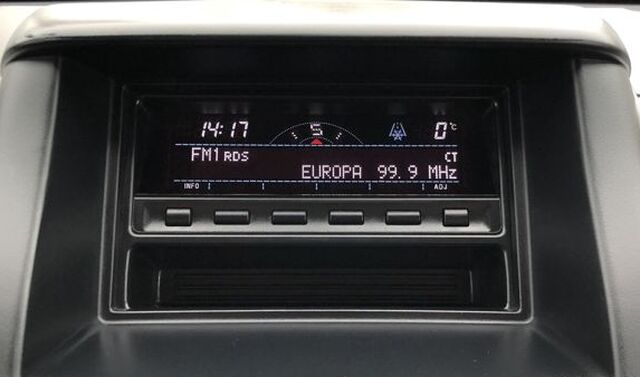 14:17 S 0°C
FM1 RDS CT
EUROPA 99.9 MHz
INFO ADJ